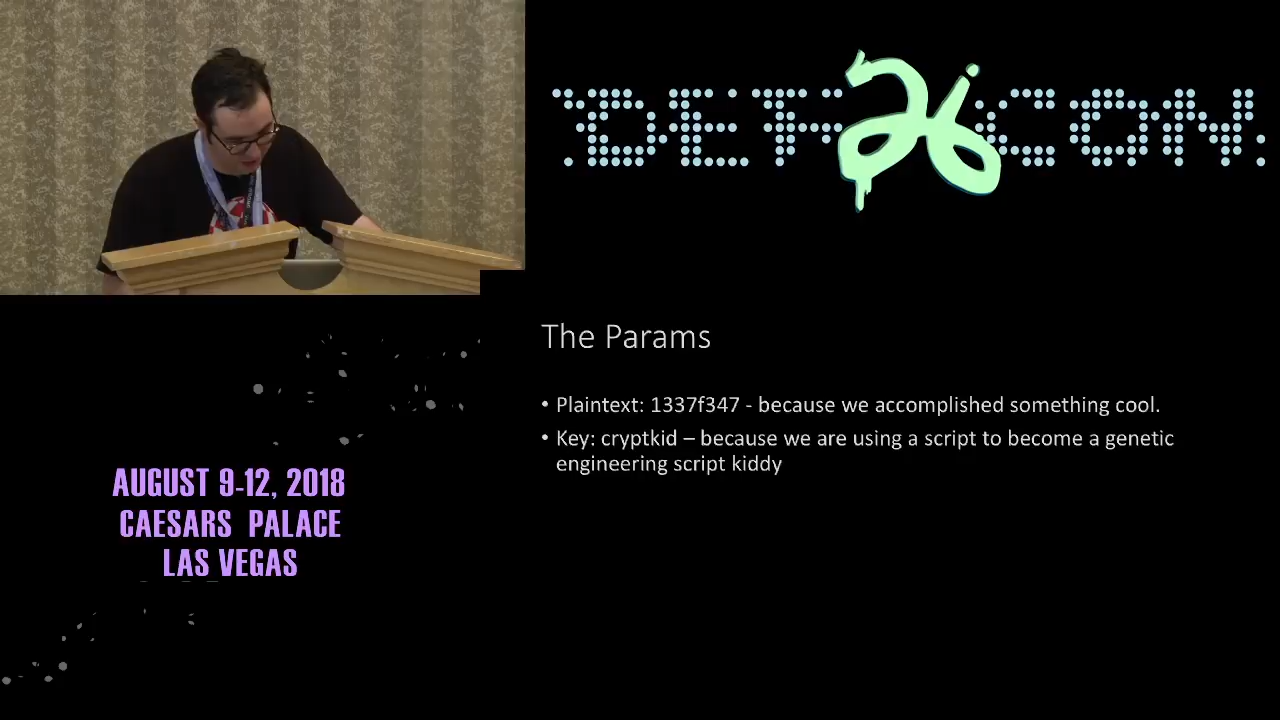 DEF 26 CON
The Params
• Plaintext: 1337f347 - because we accomplished something cool.
• Key: cryptkid – because we are using a script to become a genetic
engineering script kiddy
AUGUST 9-12, 2018
CAESARS PALACE
LAS VEGAS